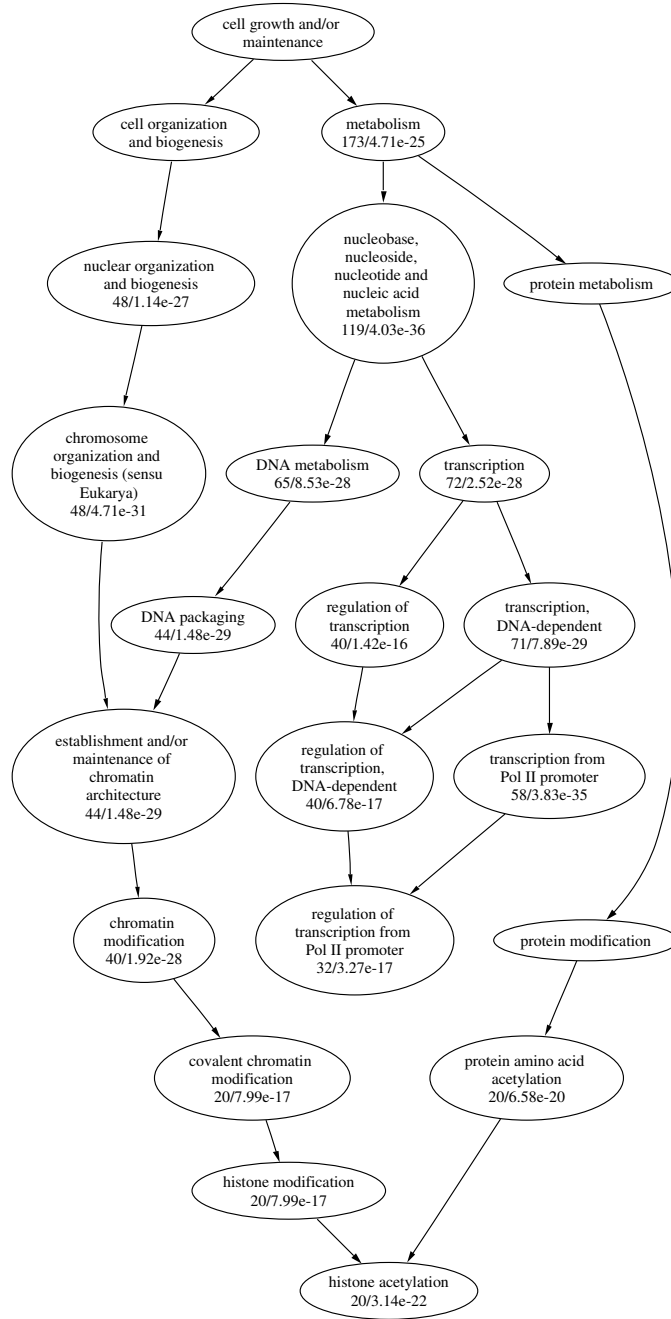 cell growth and/or
maintenance
cell organization
and biogenesis
metabolism
173/4.71e-25
nucleobase,
nucleoside,
nucleotide and
nucleic acid
metabolism
119/4.03e-36
nuclear organization
and biogenesis
48/1.14e-27
protein metabolism
chromosome
organization and
biogenesis (sensu
Eukarya)
48/4.71e-31
DNA metabolism
65/8.53e-28
transcription
72/2.52e-28
DNA packaging
44/1.48e-29
regulation of
transcription
40/1.42e-16
transcription,
DNA-dependent
71/7.89e-29
establishment and/or
maintenance of
chromatin
architecture
44/1.48e-29
regulation of
transcription,
DNA-dependent
40/6.78e-17
transcription from
Pol II promoter
58/3.83e-35
chromatin
modification
40/1.92e-28
regulation of
transcription from
Pol II promoter
32/3.27e-17
protein modification
covalent chromatin
modification
20/7.99e-17
protein amino acid
acetylation
20/6.58e-20
histone modification
20/7.99e-17
histone acetylation
20/3.14e-22